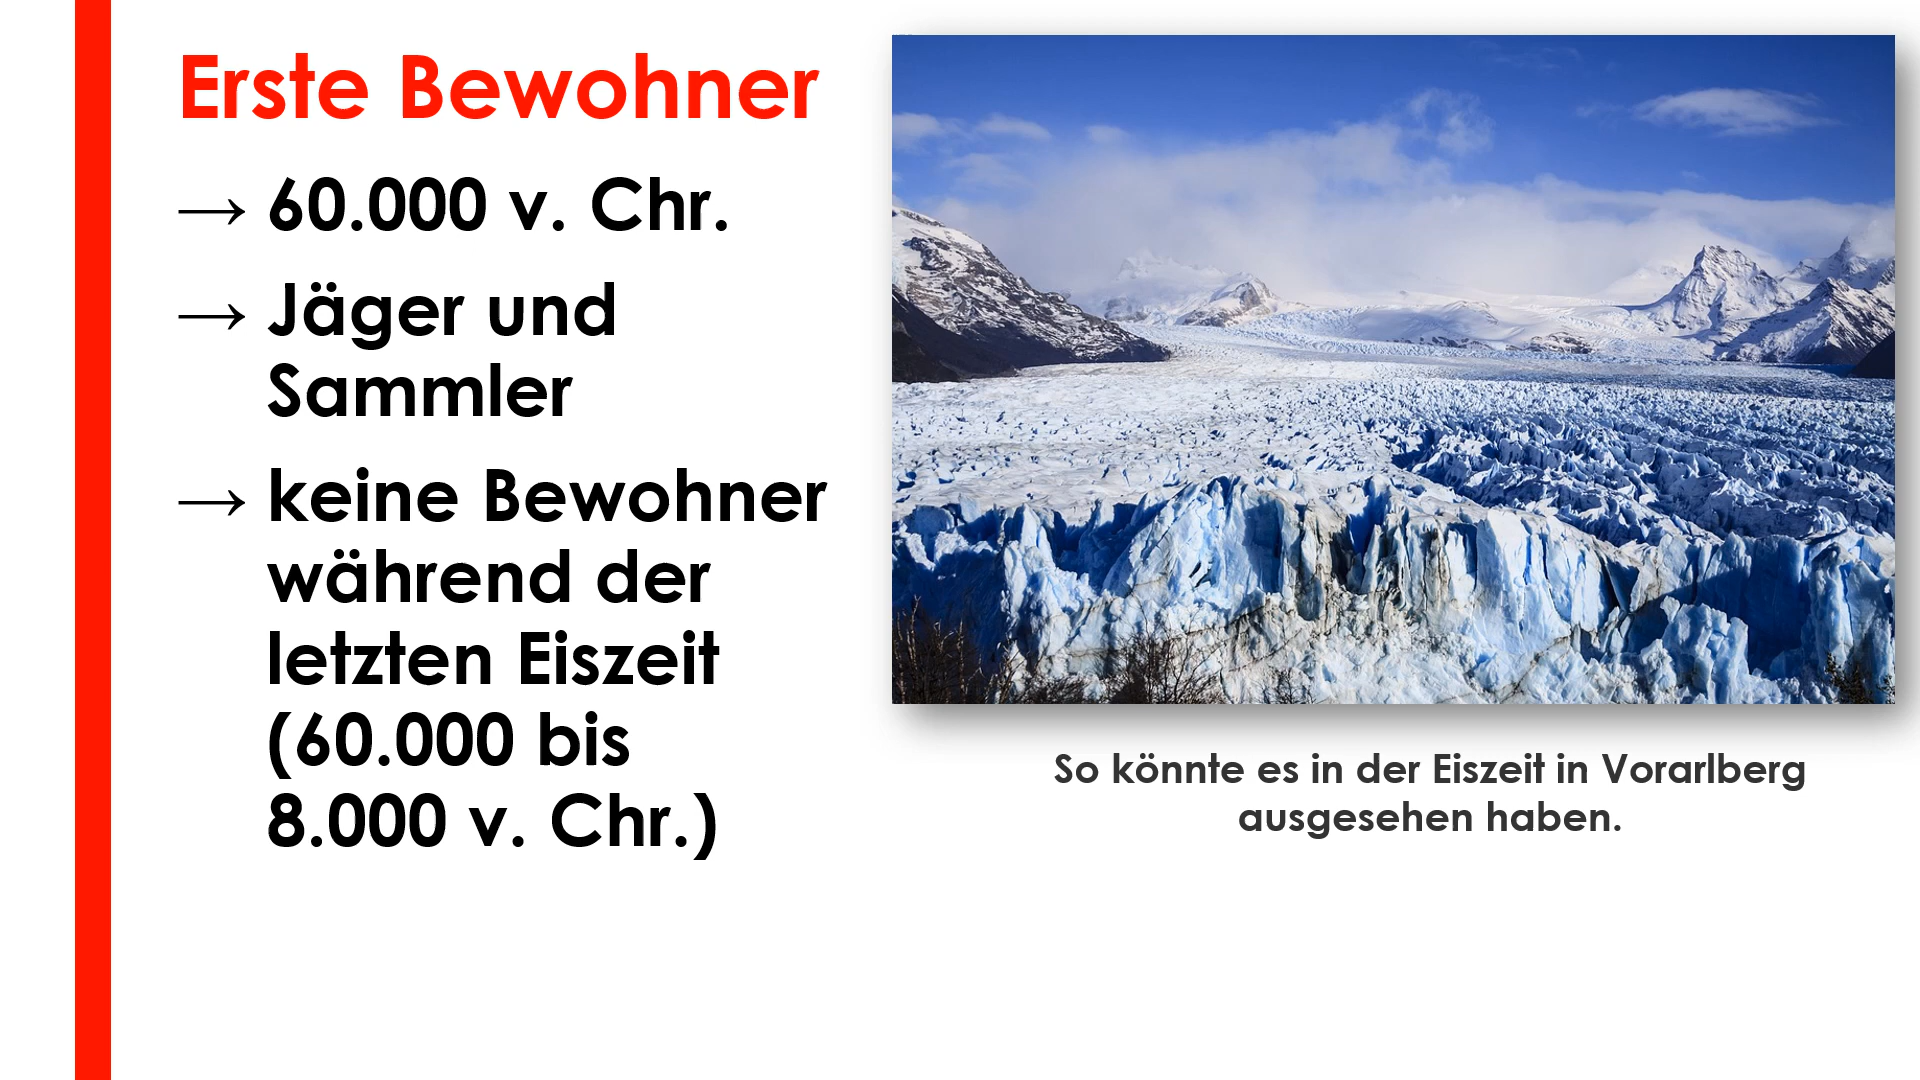 Erste Bewohner
→ 60.000 v. Chr.
→ Jäger und
Sammler
→ keine Bewohner
während der
letzten Eiszeit
(60.000 bis
8.000 v. Chr.)
So könnte es in der Eiszeit in Vorarlberg
ausgesehen haben.